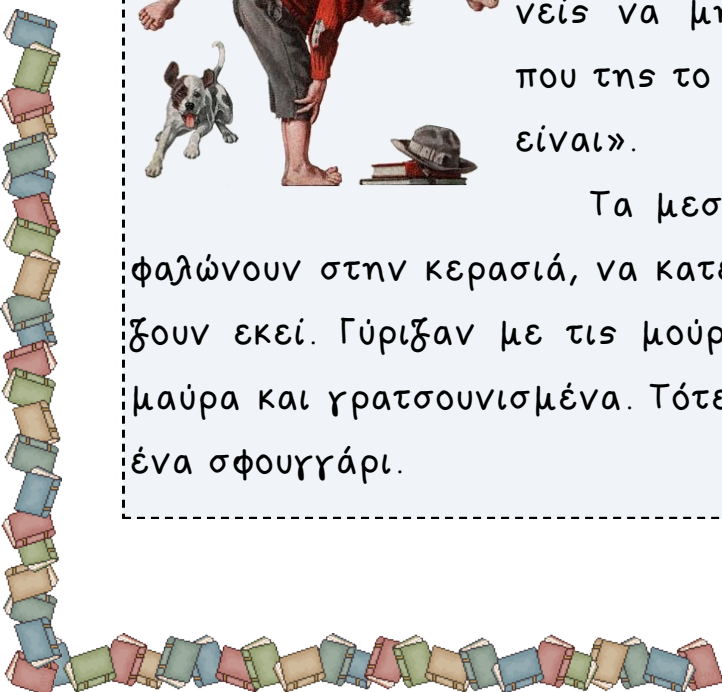 νείς να μη
που της το
είναι».
Τα μεσ
φαλώνουν στην κερασιά, να κατε
ζουν εκεί. Γύριζαν με τις μούρ
μαύρα και γρατσουνισμένα. Τότε
ένα σφουγγάρι.